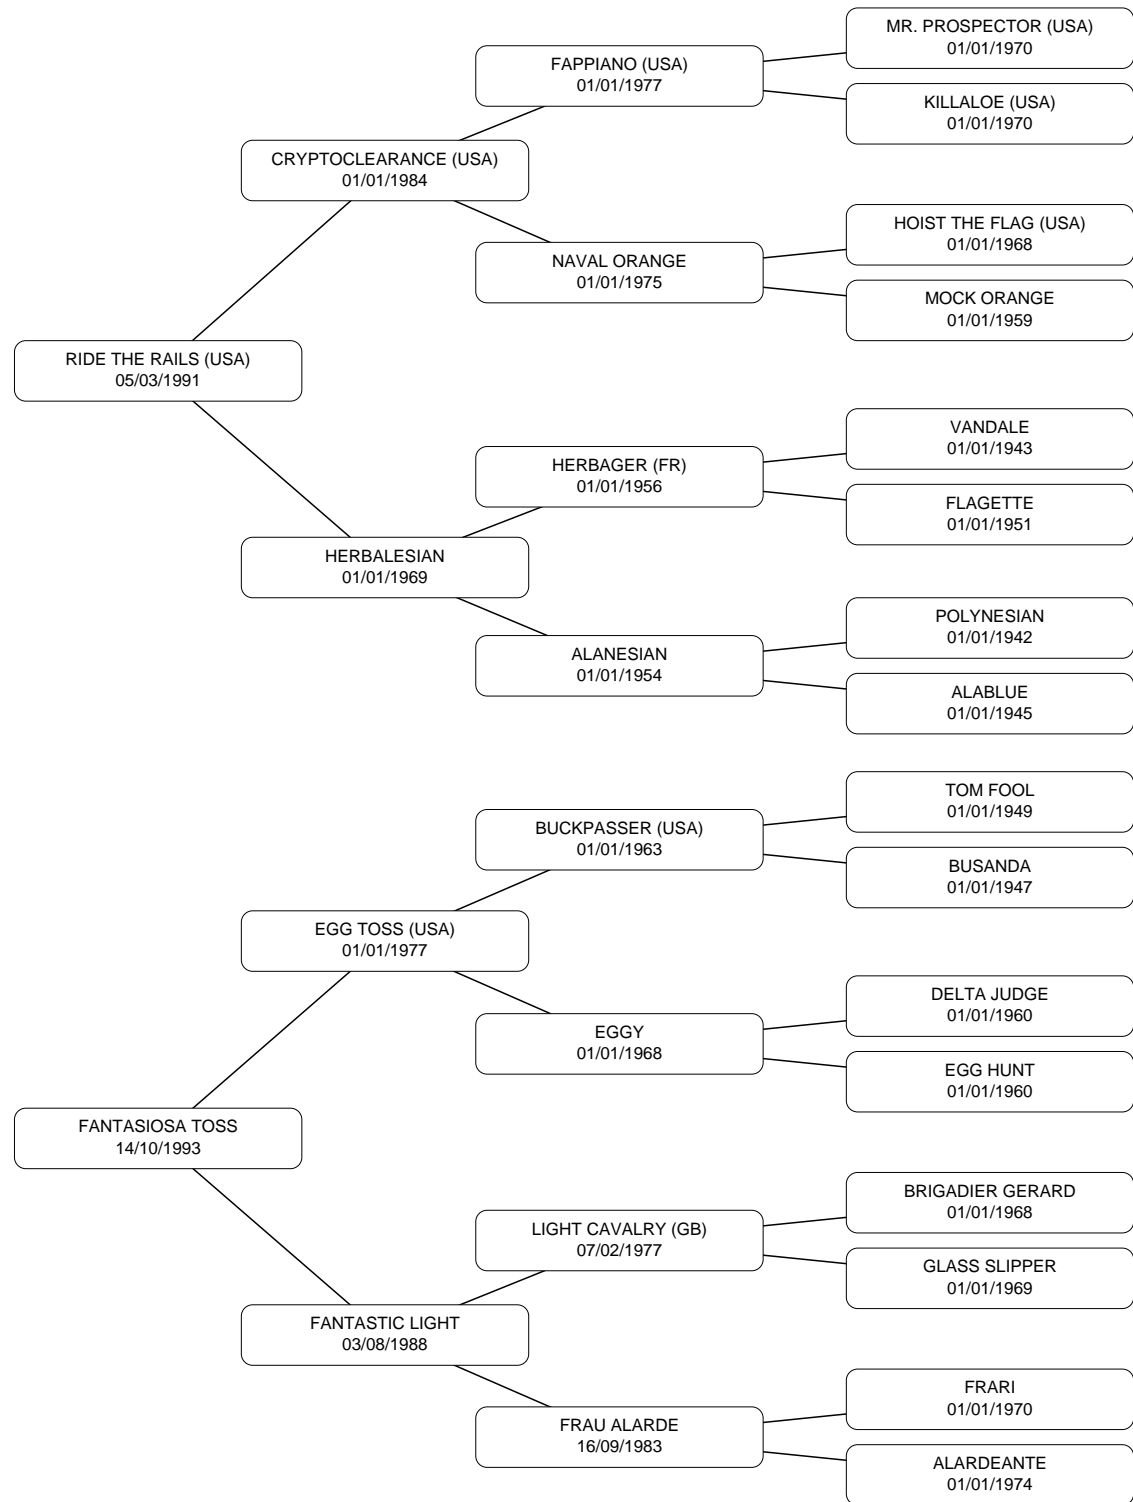 MR. PROSPECTOR (USA)
01/01/1970
FAPPIANO (USA)
01/01/1977
KILLALOE (USA)
01/01/1970
CRYPTOCLEARANCE (USA)
01/01/1984
HOIST THE FLAG (USA)
01/01/1968
NAVAL ORANGE
01/01/1975
MOCK ORANGE
01/01/1959
RIDE THE RAILS (USA)
05/03/1991
VANDALE
01/01/1943
HERBAGER (FR)
01/01/1956
FLAGETTE
01/01/1951
HERBALESIAN
01/01/1969
POLYNESIAN
01/01/1942
ALANESIAN
01/01/1954
ALABLUE
01/01/1945
TOM FOOL
01/01/1949
BUCKPASSER (USA)
01/01/1963
BUSANDA
01/01/1947
EGG TOSS (USA)
01/01/1977
DELTA JUDGE
01/01/1960
EGGY
01/01/1968
EGG HUNT
01/01/1960
FANTASIOSA TOSS
14/10/1993
BRIGADIER GERARD
01/01/1968
LIGHT CAVALRY (GB)
07/02/1977
GLASS SLIPPER
01/01/1969
FANTASTIC LIGHT
03/08/1988
FRARI
01/01/1970
FRAU ALARDE
16/09/1983
ALARDEANTE
01/01/1974